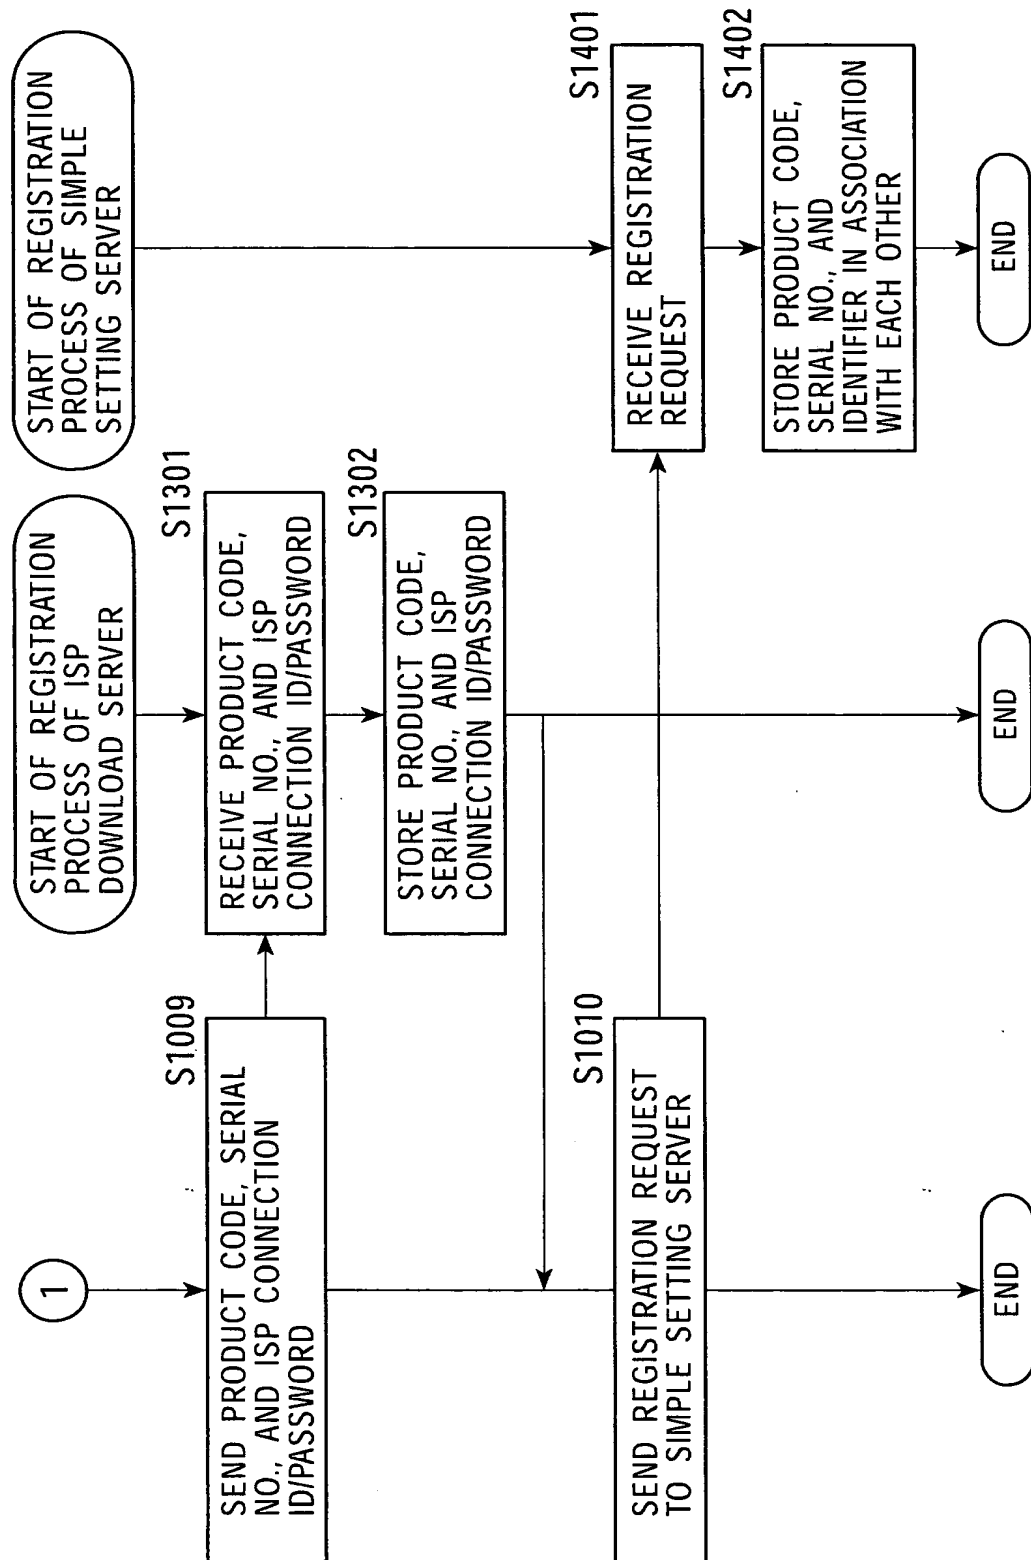 1
S1009
SEND PRODUCT CODE, SERIAL
NO., AND ISP CONNECTION
ID/PASSWORD
S1010
SEND REGISTRATION REQUEST
TO SIMPLE SETTING SERVER
END
START OF REGISTRATION
PROCESS OF ISP
DOWNLOAD SERVER
S1301
RECEIVE PRODUCT CODE,
SERIAL NO., AND ISP
CONNECTION ID/PASSWORD
S1302
STORE PRODUCT CODE,
SERIAL NO., AND ISP
CONNECTION ID/PASSWORD
END
START OF REGISTRATION
PROCESS OF SIMPLE
SETTING SERVER
S1401
RECEIVE REGISTRATION
REQUEST
S1402
STORE PRODUCT CODE,
SERIAL NO., AND
IDENTIFIER IN ASSOCIATION
WITH EACH OTHER
END